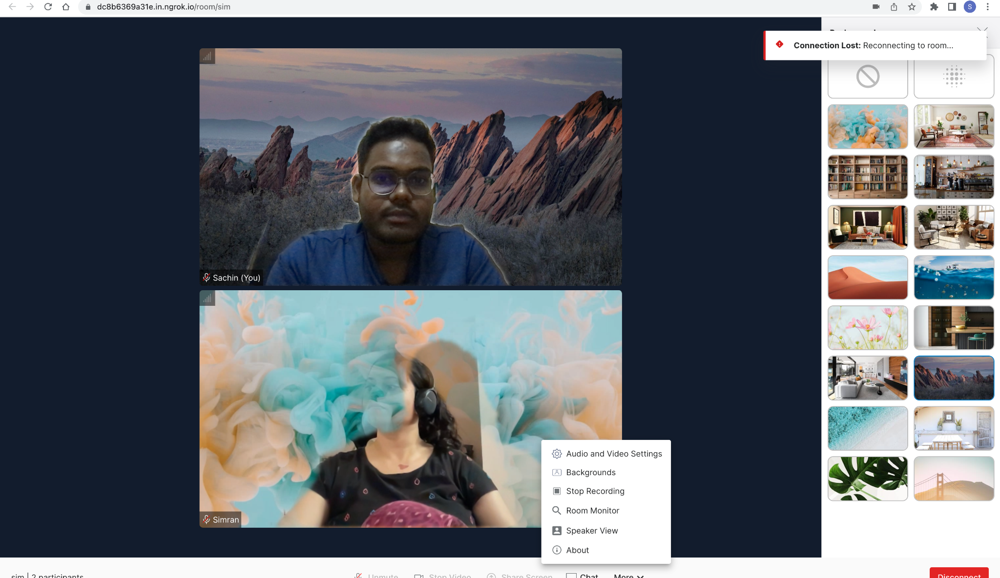 dc8b6369a31e.in.ngrok.io/room/sim
S
Connection Lost: Reconnecting to room...
Sachin (You)
Simran
Audio and Video Settings
Backgrounds
Stop Recording
Room Monitor
Speaker View
About
sim | 2 participants
Unmute
Stop Video
Share Screen
Chat
More
Disconnect